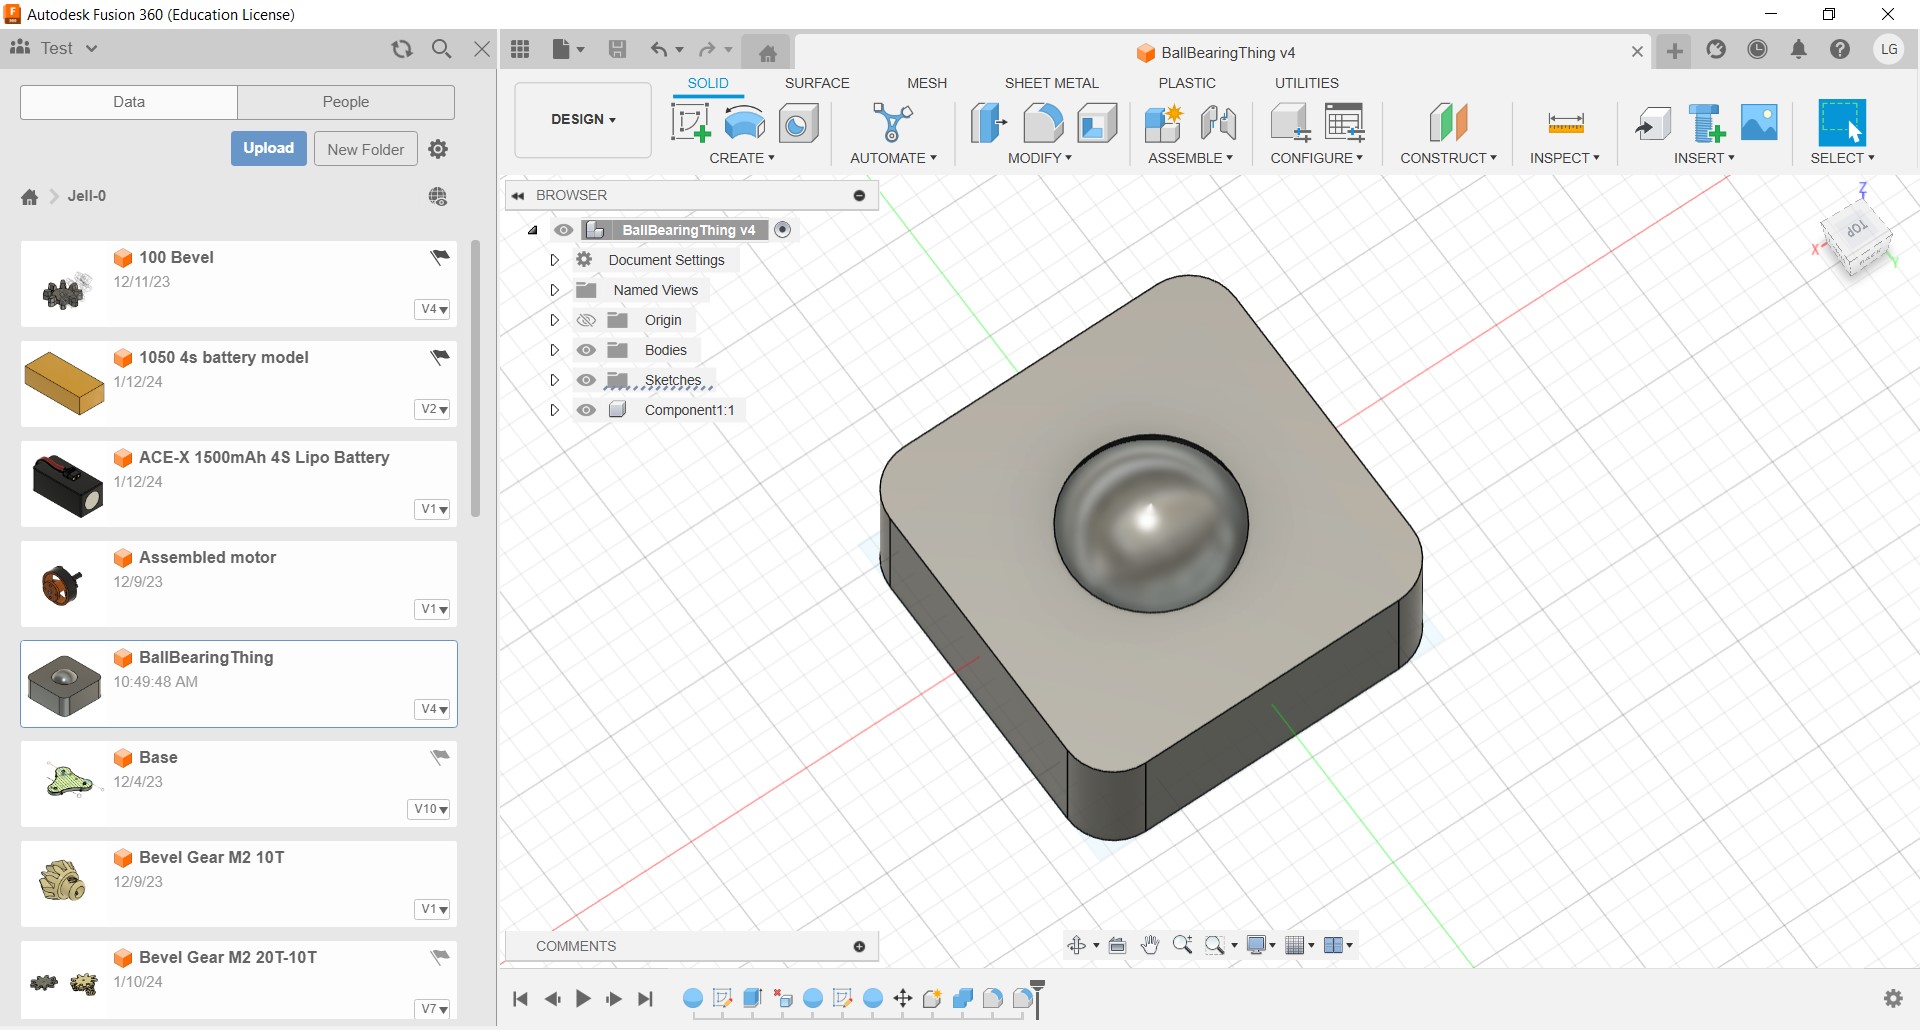 Autodesk Fusion 360 (Education License)
Test
Data
People
Upload
New Folder
Jell-0
100 Bevel
12/11/23
V4
1050 4s battery model
1/12/24
V2
ACE-X 1500mAh 4S Lipo Battery
1/12/24
V1
Assembled motor
12/9/23
V1
BallBearingThing
10:49:48 AM
V4
Base
12/4/23
V10
Bevel Gear M2 10T
12/9/23
V1
Bevel Gear M2 20T-10T
1/10/24
V7
BallBearingThing v4
LG
DESIGN
SOLID
SURFACE
MESH
SHEET METAL
PLASTIC
UTILITIES
CREATE
AUTOMATE
MODIFY
ASSEMBLE
CONFIGURE
CONSTRUCT
INSPECT
INSERT
SELECT
BROWSER
BallBearingThing v4
Document Settings
Named Views
Origin
Bodies
Sketches
Component1:1
Z
TOP
X
Y
COMMENTS